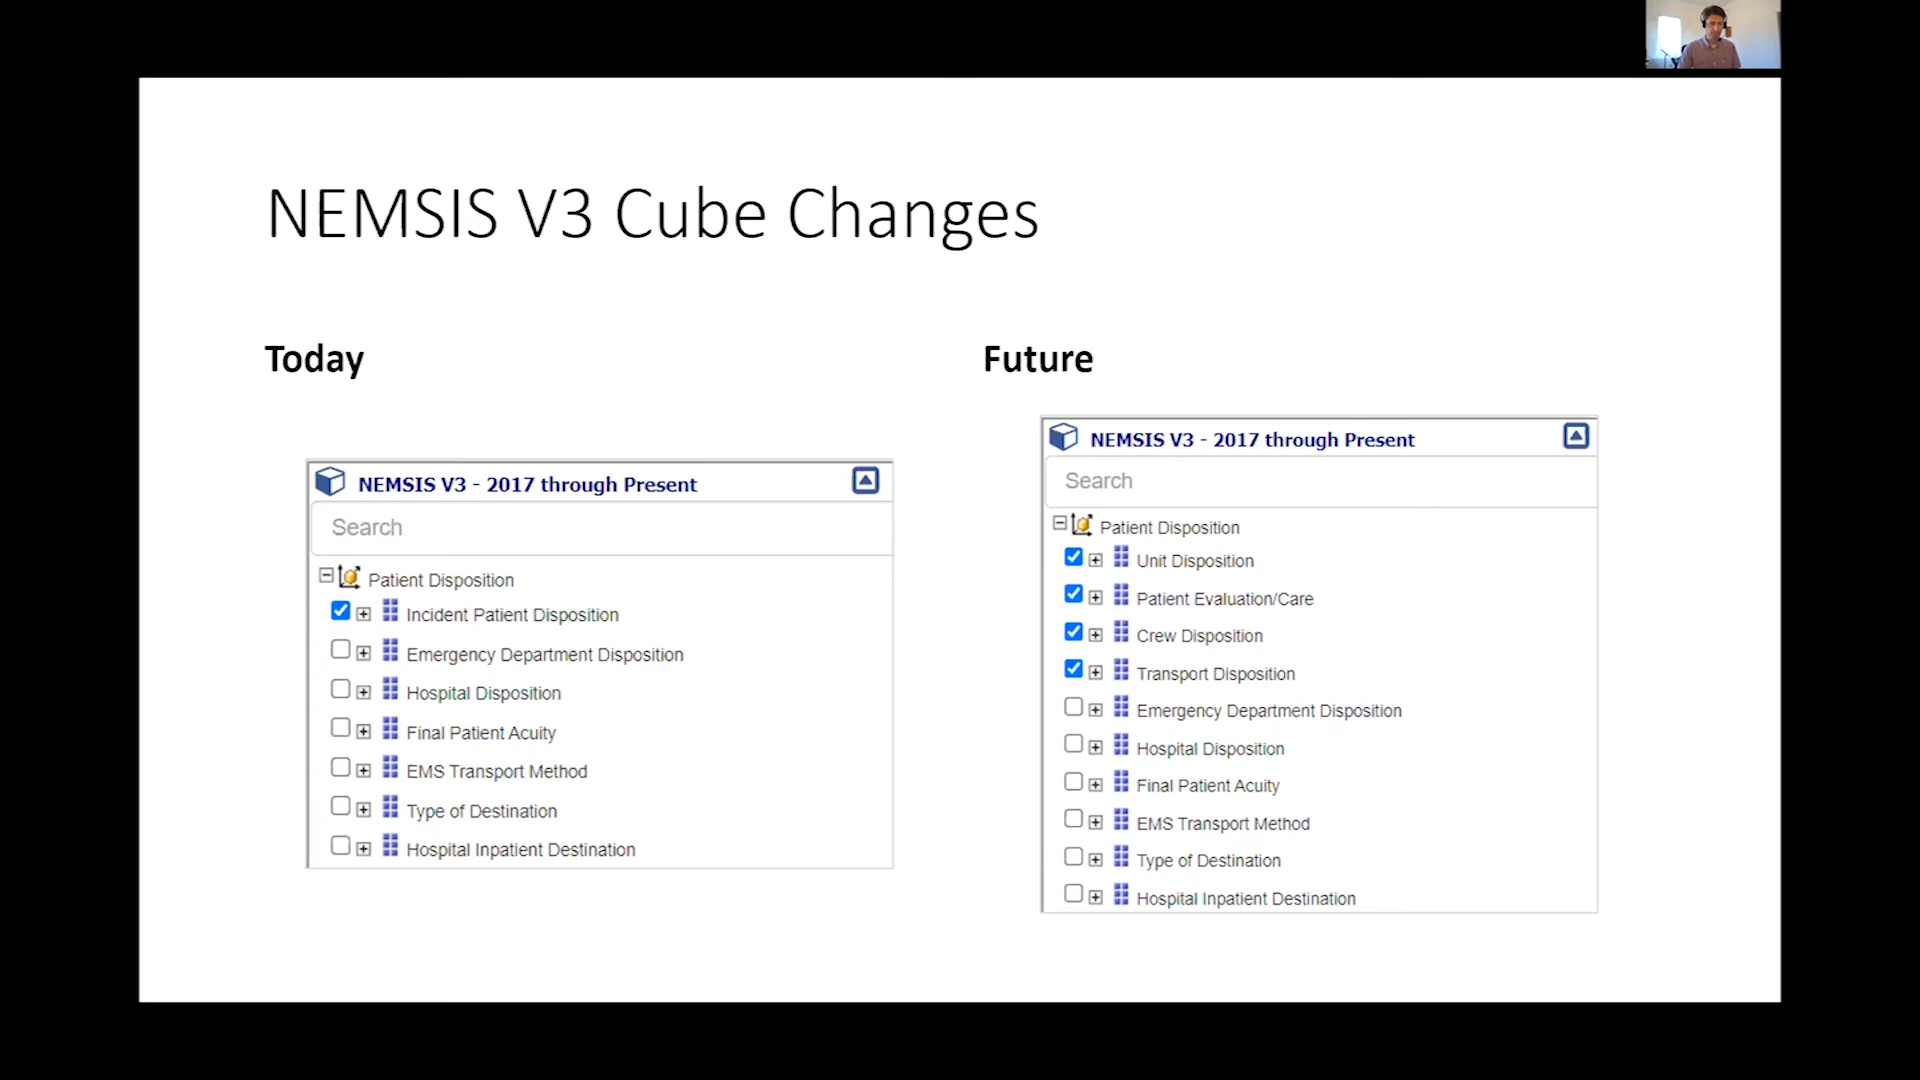 NEMSIS V3 Cube Changes
Today
NEMSIS V3 - 2017 through Present
Search
Patient Disposition
Incident Patient Disposition
Emergency Department Disposition
Hospital Disposition
Final Patient Acuity
EMS Transport Method
Type of Destination
Hospital Inpatient Destination
Future
NEMSIS V3 - 2017 through Present
Search
Patient Disposition
Unit Disposition
Patient Evaluation/Care
Crew Disposition
Transport Disposition
Emergency Department Disposition
Hospital Disposition
Final Patient Acuity
EMS Transport Method
Type of Destination
Hospital Inpatient Destination